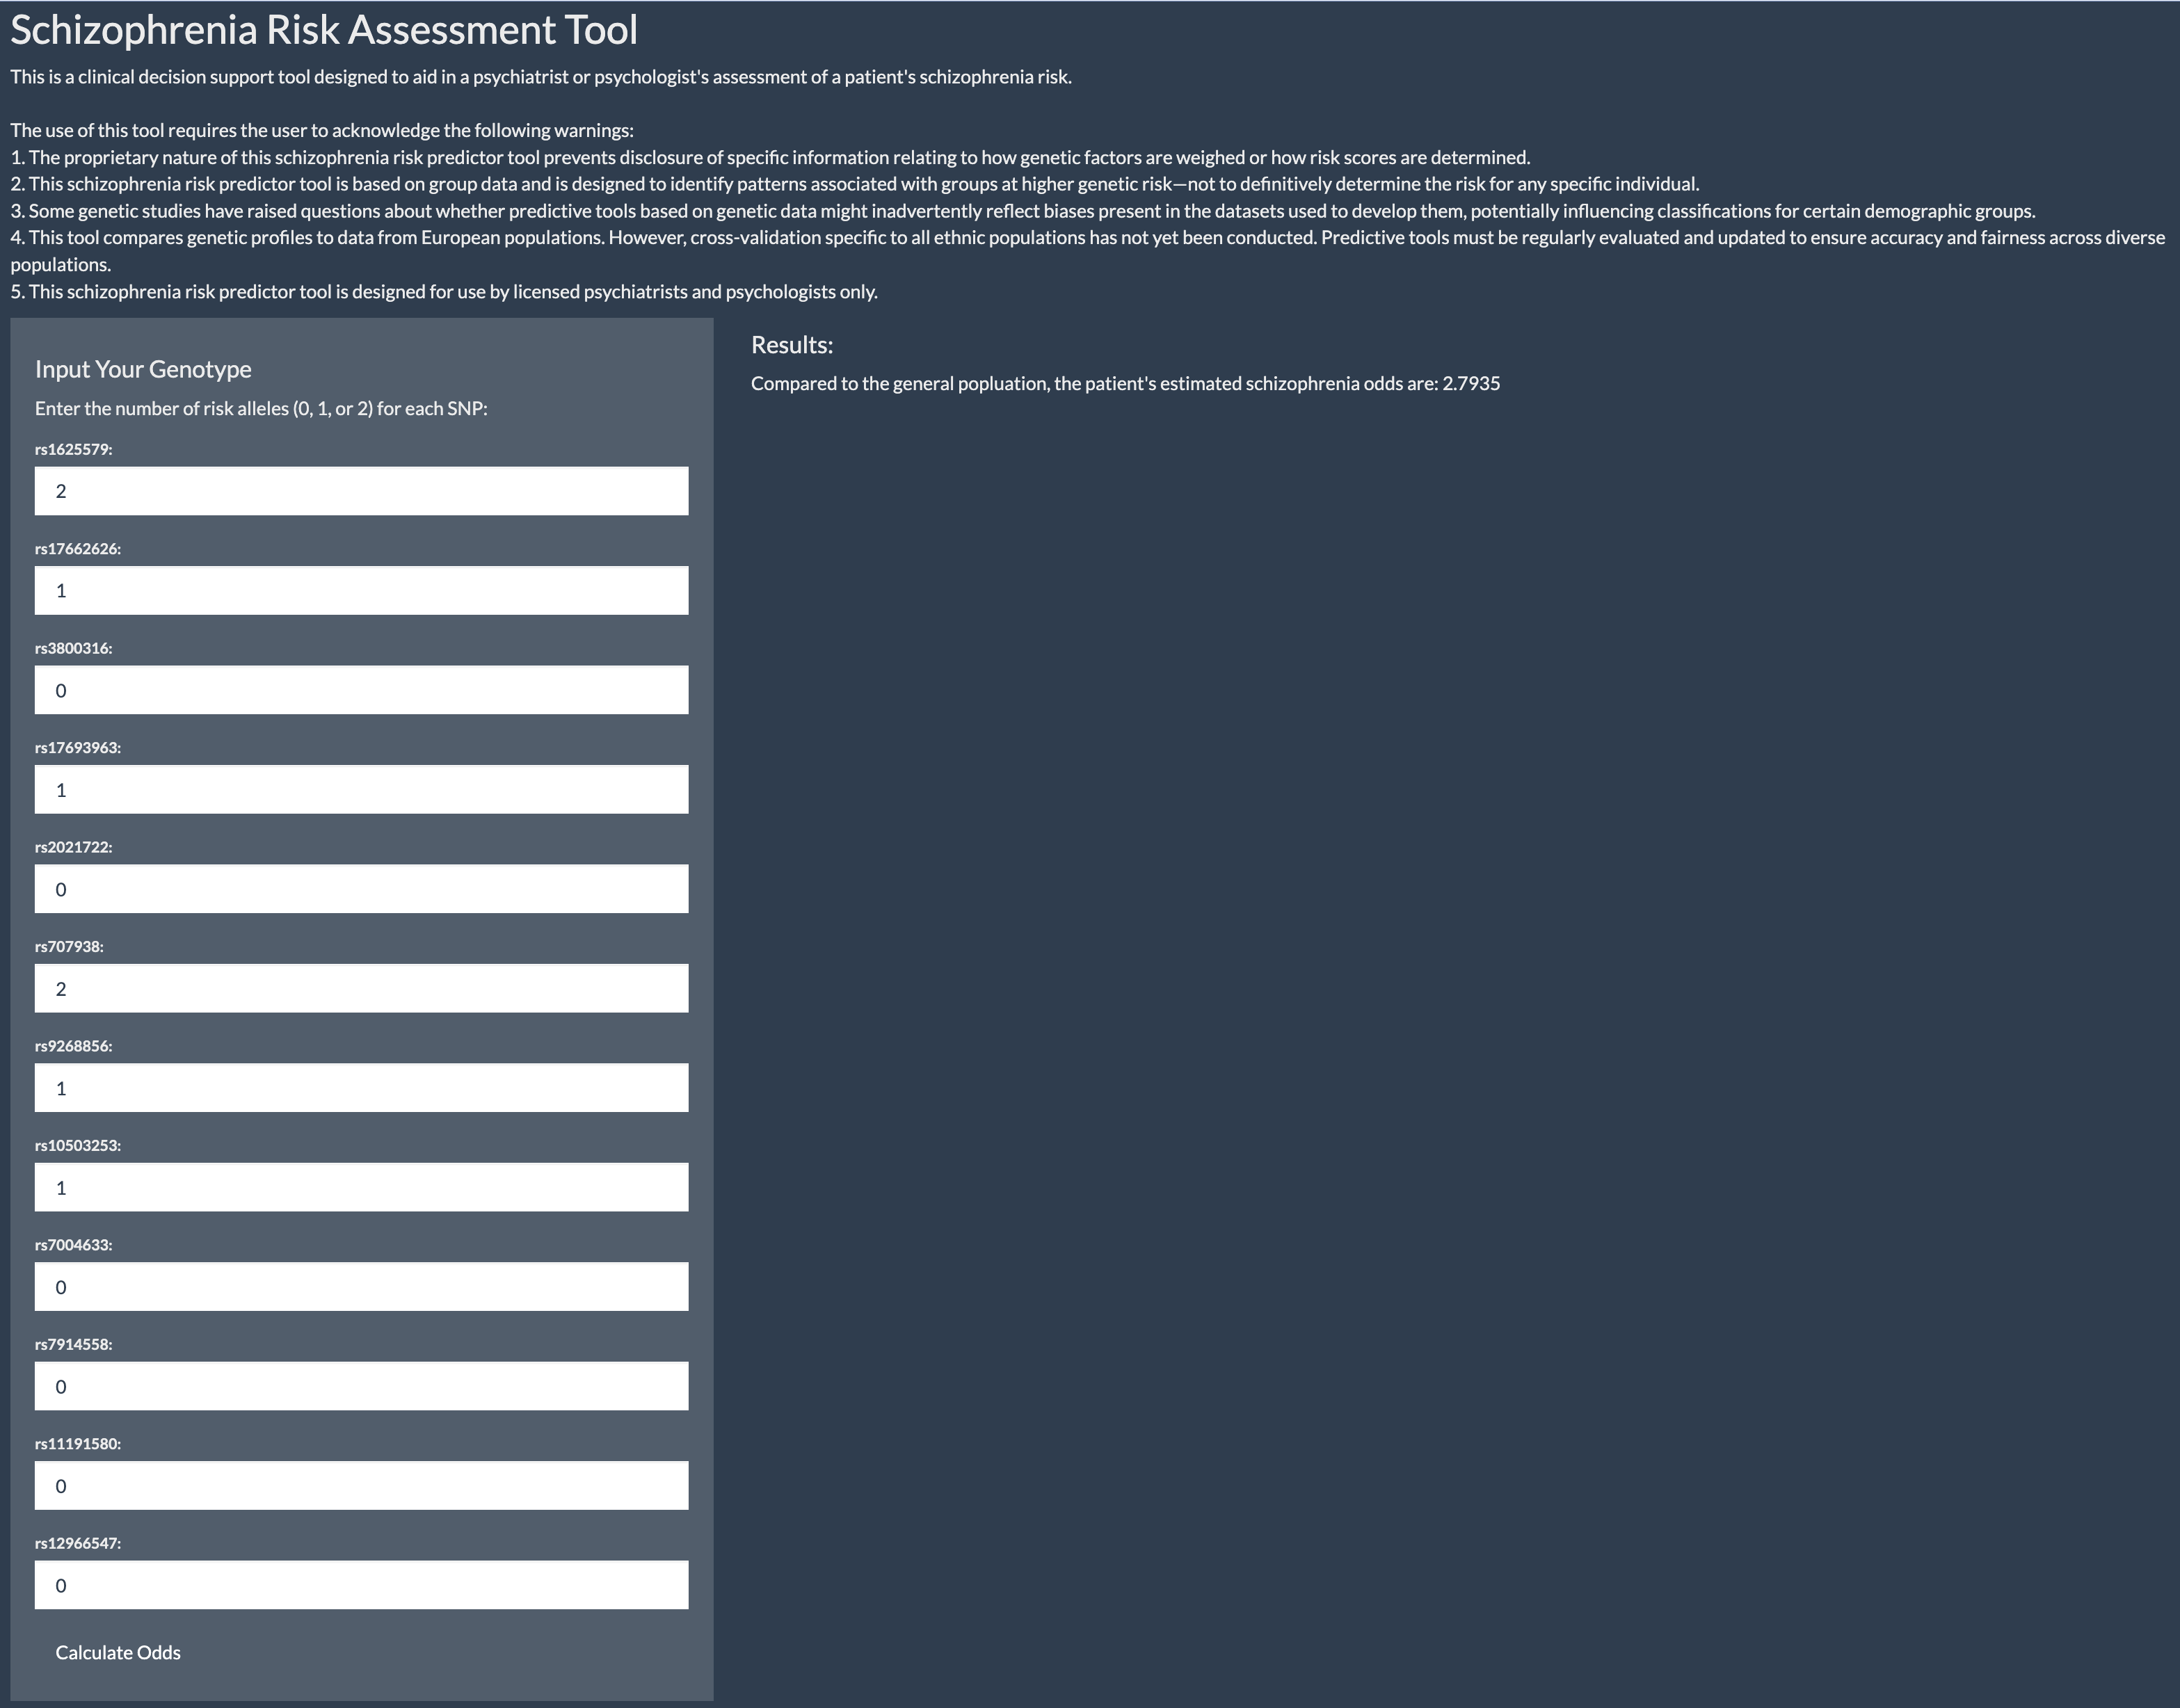 Schizophrenia Risk Assessment Tool
This is a clinical decision support tool designed to aid in a psychiatrist or psychologist's assessment of a patient's schizophrenia risk.
The use of this tool requires the user to acknowledge the following warnings:
1. The proprietary nature of this schizophrenia risk predictor tool prevents disclosure of specific information relating to how genetic factors are weighed or how risk scores are determined.
2. This schizophrenia risk predictor tool is based on group data and is designed to identify patterns associated with groups at higher genetic risk—not to definitively determine the risk for any specific individual.
3. Some genetic studies have raised questions about whether predictive tools based on genetic data might inadvertently reflect biases present in the datasets used to develop them, potentially influencing classifications for certain demographic groups.
4. This tool compares genetic profiles to data from European populations. However, cross-validation specific to all ethnic populations has not yet been conducted. Predictive tools must be regularly evaluated and updated to ensure accuracy and fairness across diverse
populations.
5. This schizophrenia risk predictor tool is designed for use by licensed psychiatrists and psychologists only.
Input Your Genotype
Enter the number of risk alleles (0, 1, or 2) for each SNP:
rs1625579:
2
rs17662626:
1
rs3800316:
0
rs17693963:
1
rs2021722:
0
rs707938:
2
rs9268856:
1
rs10503253:
1
rs7004633:
0
rs7914558:
0
rs11191580:
0
rs12966547:
0
Calculate Odds
Results:
Compared to the general popluation, the patient's estimated schizophrenia odds are: 2.7935